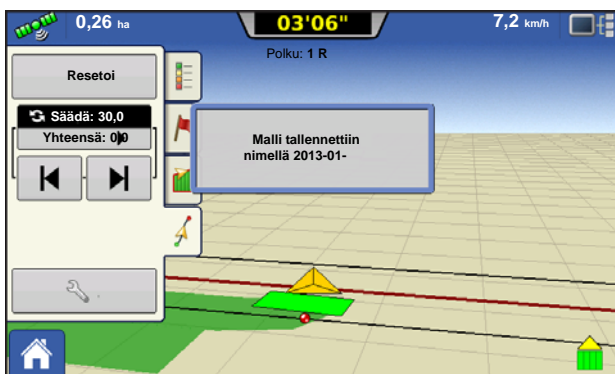 0,26 ha
03'06"
7,2 km/h
Polku: 1 R
Resetoi
Säädä: 30,0
Yhteensä: 0,0
Malli tallennettiin
nimellä 2013-01-